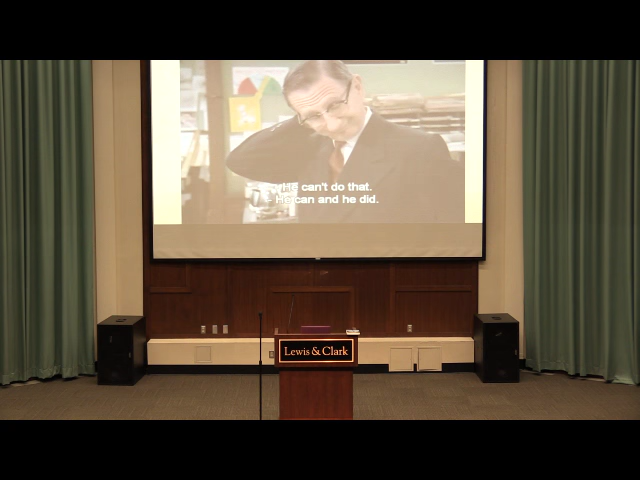 - He can't do that.
- He can and he did.
Lewis & Clark